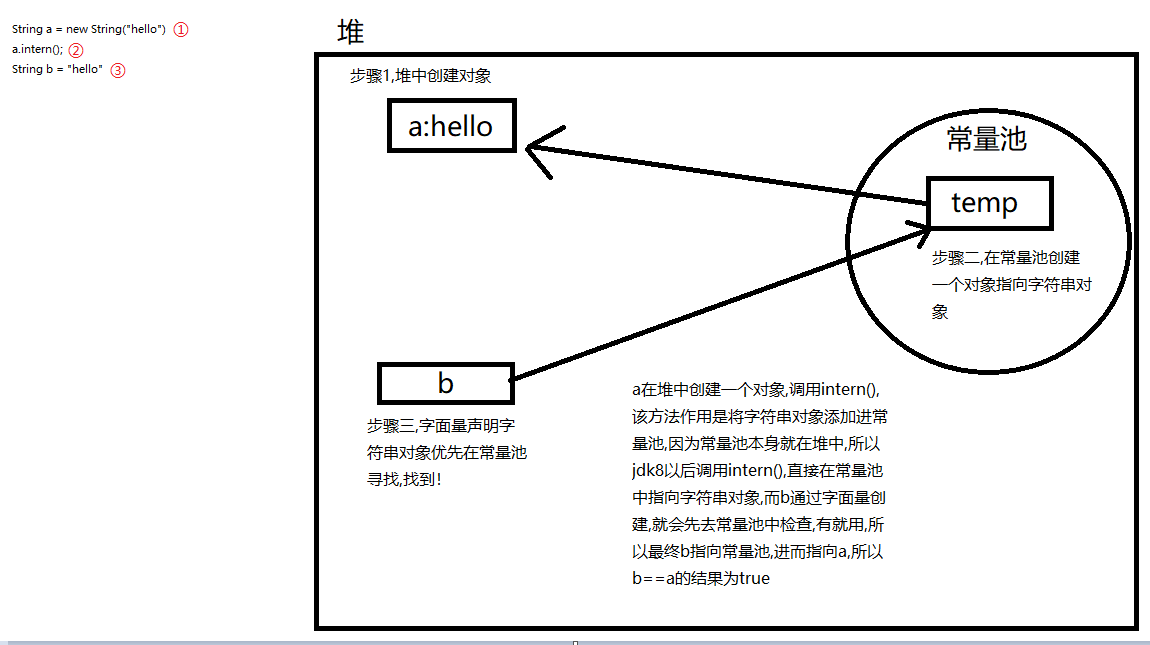 String a = new String("hello") ①
a.intern(); ②
String b = "hello" ③
堆
步骤1,堆中创建对象
a:hello
常量池
temp
步骤二,在常量池创建
一个对象指向字符串对
象
b
步骤三,字面量声明字
符串对象优先在常量池
寻找,找到！
a在堆中创建一个对象,调用intern(),
该方法作用是将字符串对象添加进常
量池,因为常量池本身就在堆中,所以
jdk8以后调用intern(),直接在常量池
中指向字符串对象,而b通过字面量创
建,就会先去常量池中检查,有就用,所
以最终b指向常量池,进而指向a,所以
b==a的结果为true